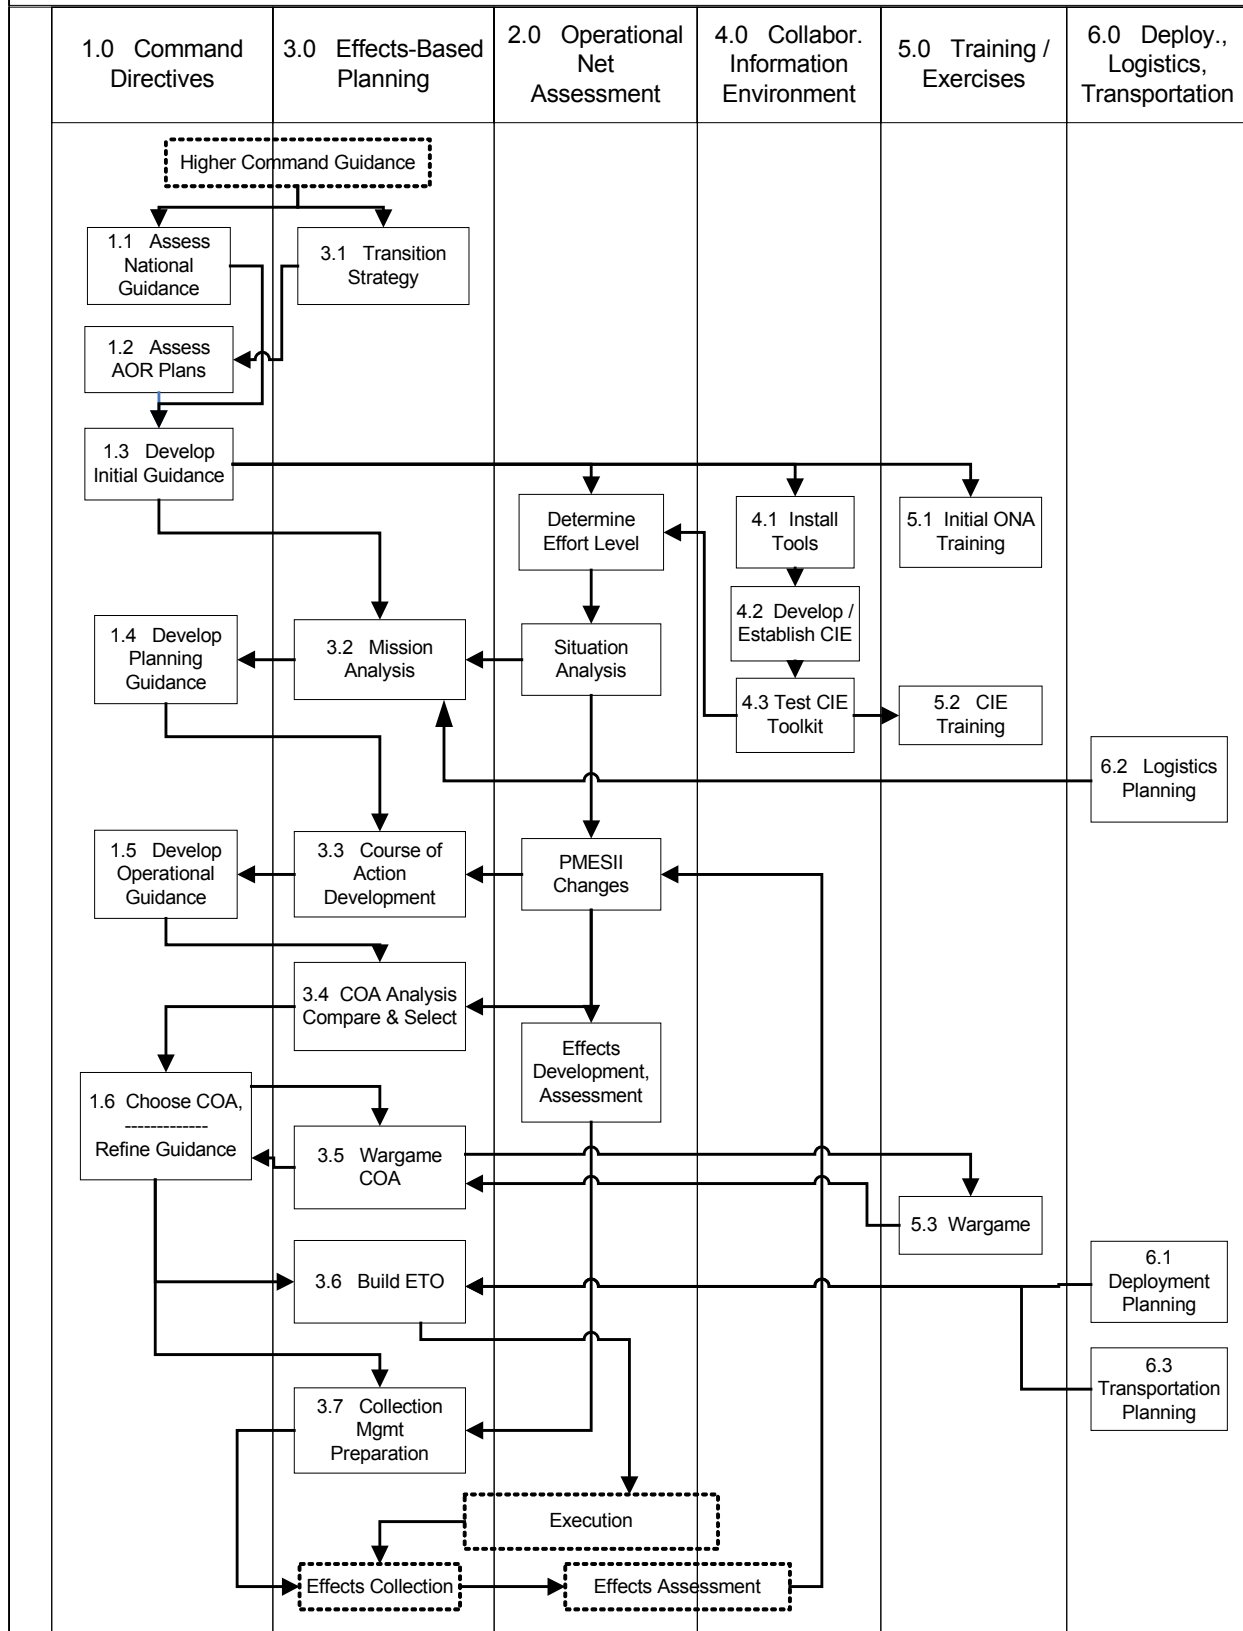 1.0 Command
Directives
3.0 Effects-Based
Planning
2.0 Operational
Net
Assessment
4.0 Collabor.
Information
Environment
5.0 Training /
Exercises
6.0 Deploy.,
Logistics,
Transportation
Higher Command Guidance
1.1 Assess
National
Guidance
3.1 Transition
Strategy
1.2 Assess
AOR Plans
1.3 Develop
Initial Guidance
Determine
Effort Level
4.1 Install
Tools
5.1 Initial ONA
Training
4.2 Develop /
Establish CIE
1.4 Develop
Planning
Guidance
3.2 Mission
Analysis
Situation
Analysis
4.3 Test CIE
Toolkit
5.2 CIE
Training
6.2 Logistics
Planning
1.5 Develop
Operational
Guidance
3.3 Course of
Action
Development
PMESII
Changes
3.4 COA Analysis
Compare & Select
Effects
Development,
Assessment
1.6 Choose COA,
-------------
Refine Guidance
3.5 Wargame
COA
5.3 Wargame
3.6 Build ETO
6.1
Deployment
Planning
6.3
Transportation
Planning
3.7 Collection
Mgmt
Preparation
Execution
Effects Collection
Effects Assessment